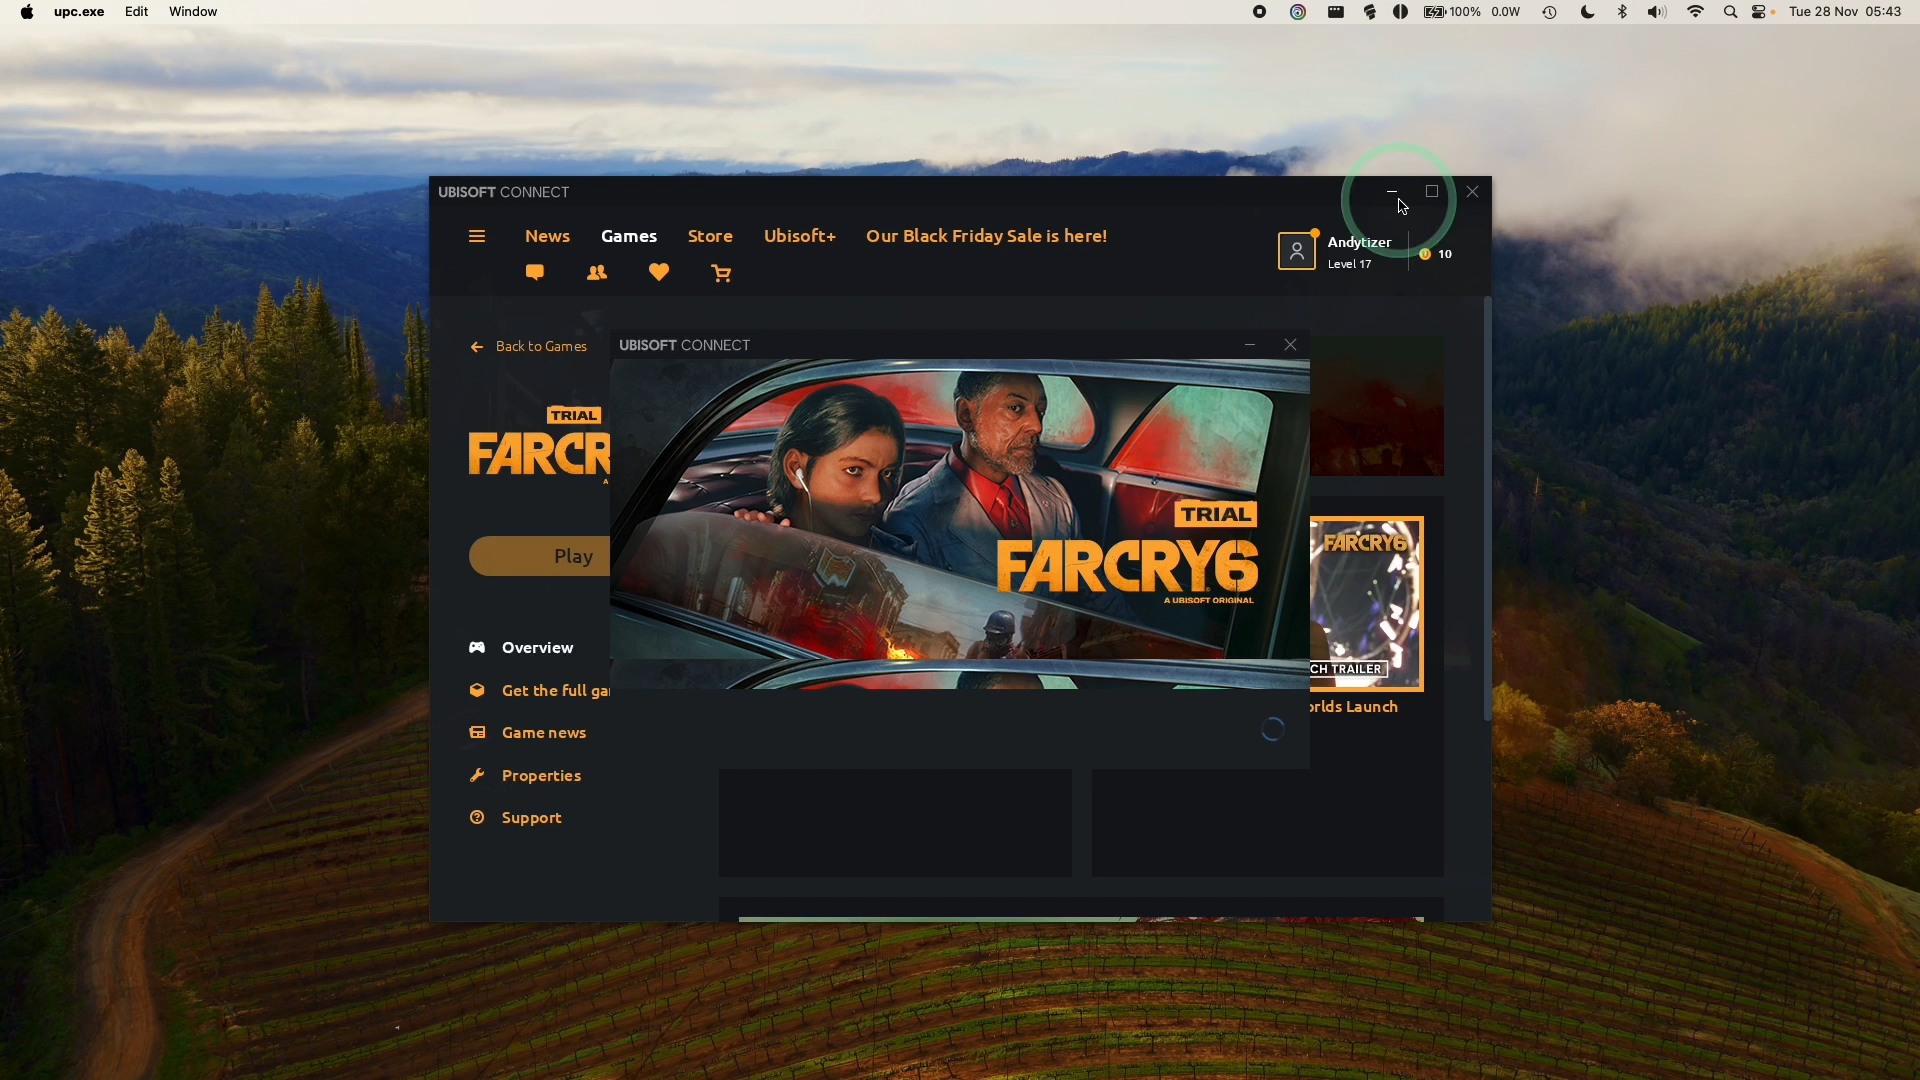 upc.exe Edit Window 100% 0.0W Tue 28 Nov 05:43
UBISOFT CONNECT
News Games Store Ubisoft+ Our Black Friday Sale is here!
Andytizer
Level 17
10
Back to Games
UBISOFT CONNECT
TRIAL
FARCR
A
TRIAL
FARCRY6
A UBISOFT ORIGINAL
FARCRY6
Play
Overview
CH TRAILER
Get the full ga
orlds Launch
Game news
Properties
Support